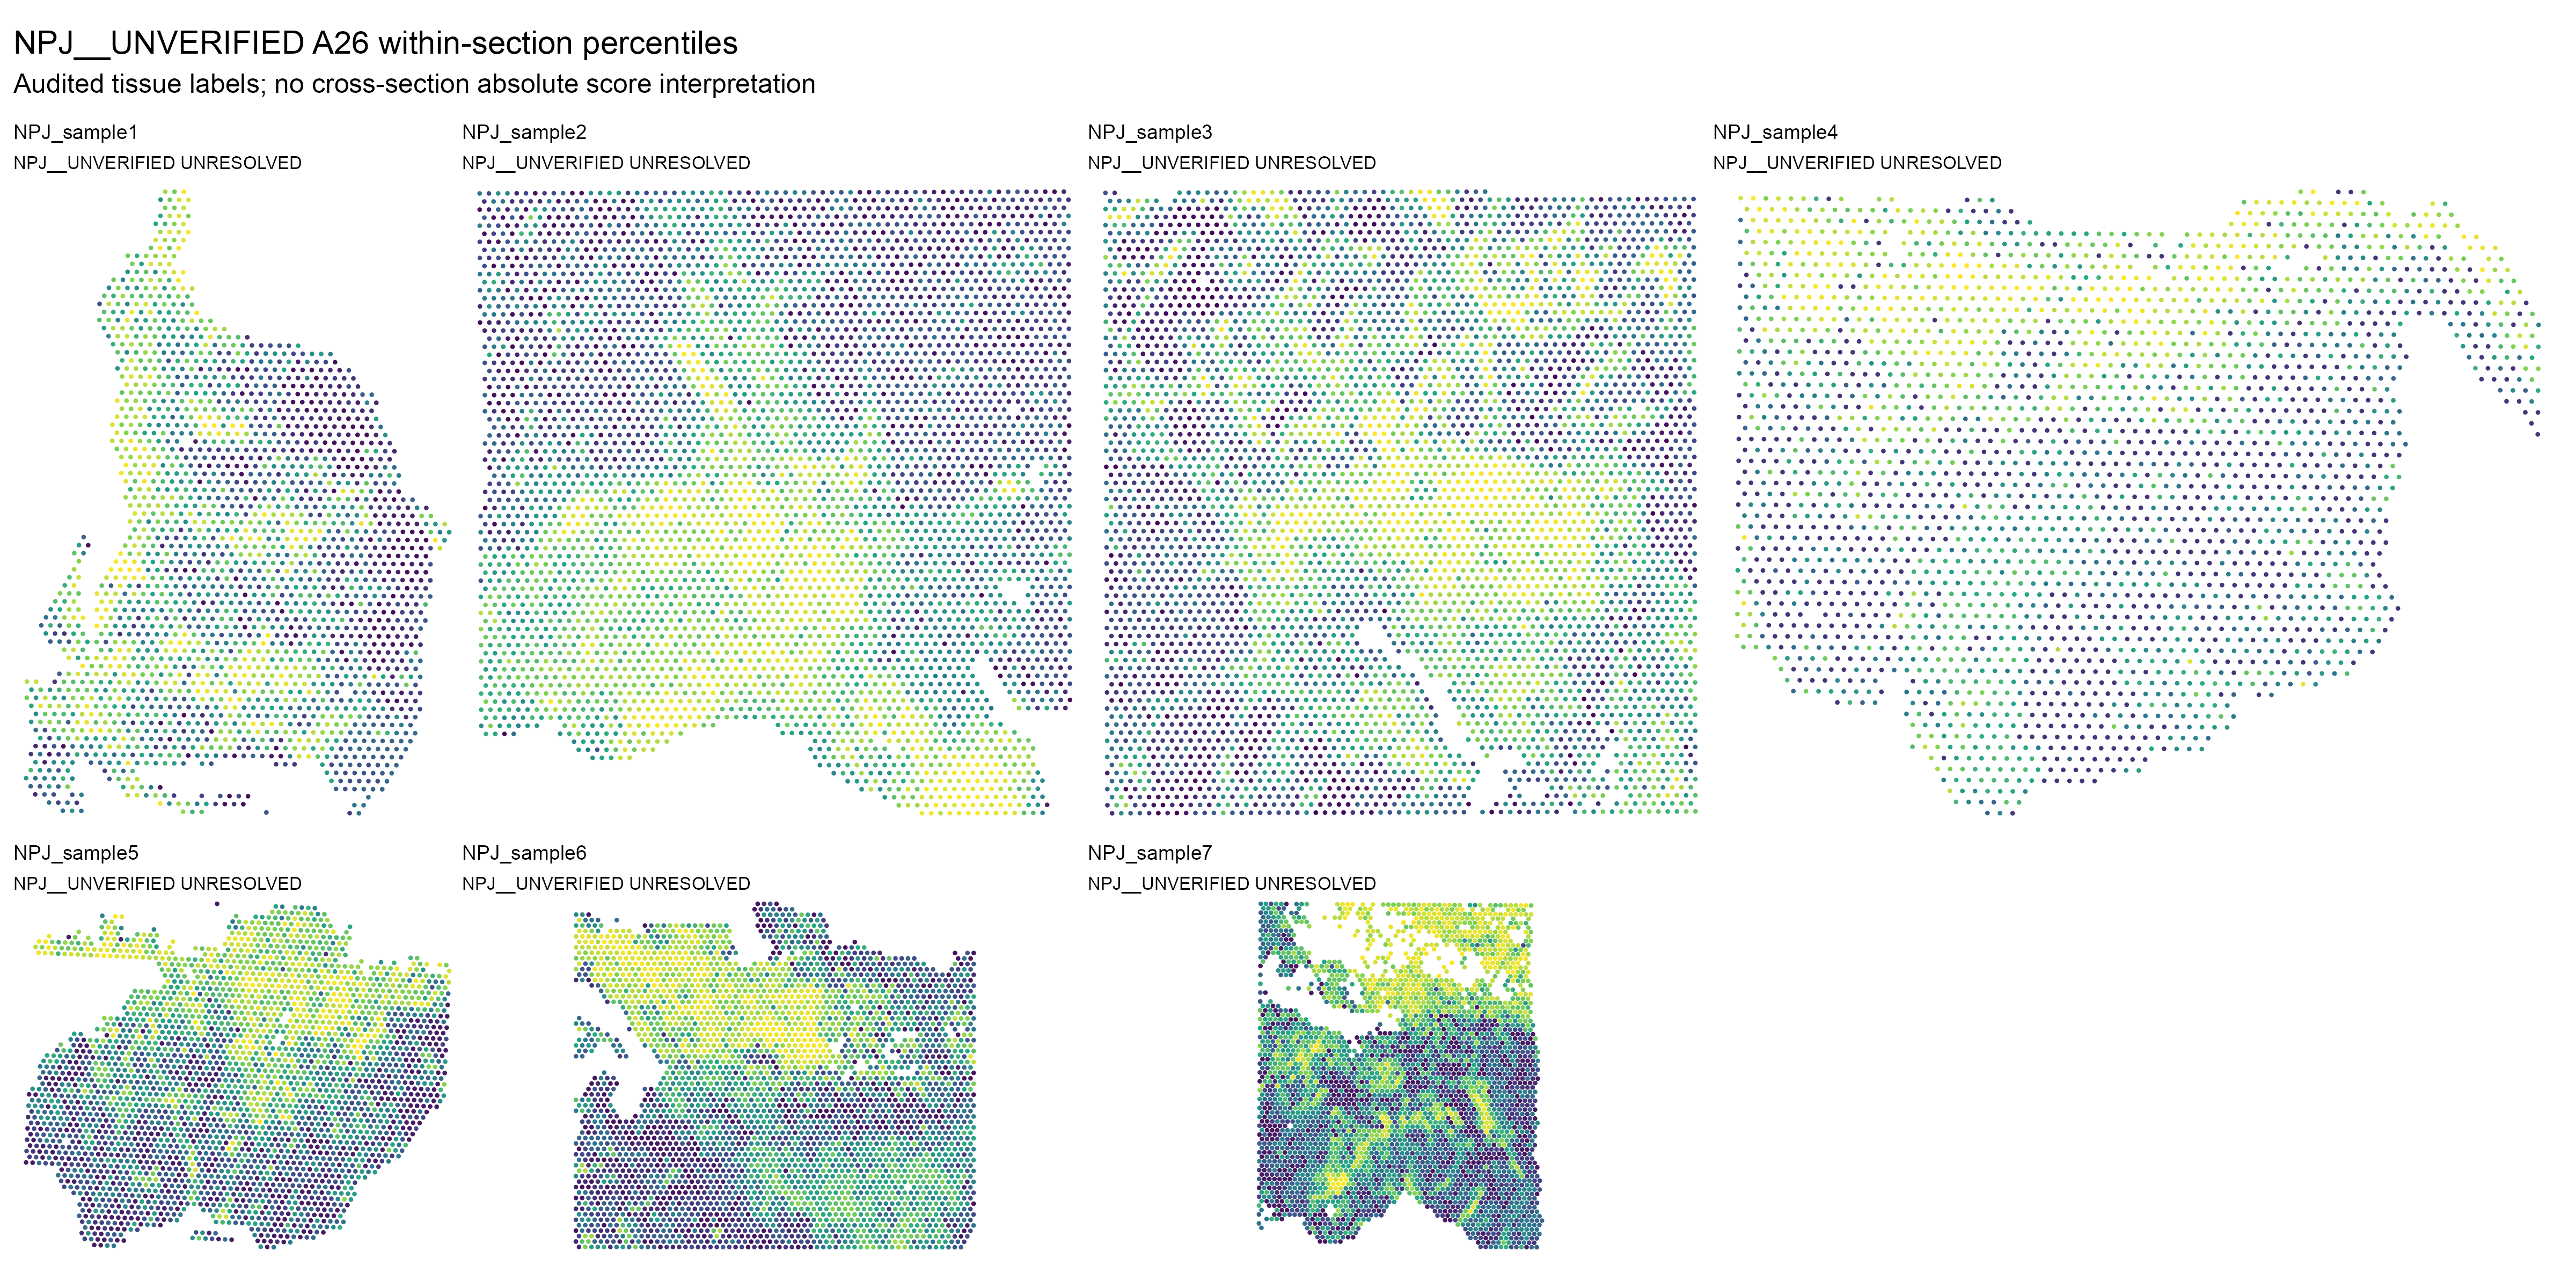 NPJ__UNVERIFIED A26 within-section percentiles
Audited tissue labels; no cross-section absolute score interpretation
NPJ_sample1
NPJ__UNVERIFIED UNRESOLVED
NPJ_sample2
NPJ__UNVERIFIED UNRESOLVED
NPJ_sample3
NPJ__UNVERIFIED UNRESOLVED
NPJ_sample4
NPJ__UNVERIFIED UNRESOLVED
NPJ_sample5
NPJ__UNVERIFIED UNRESOLVED
NPJ_sample6
NPJ__UNVERIFIED UNRESOLVED
NPJ_sample7
NPJ__UNVERIFIED UNRESOLVED